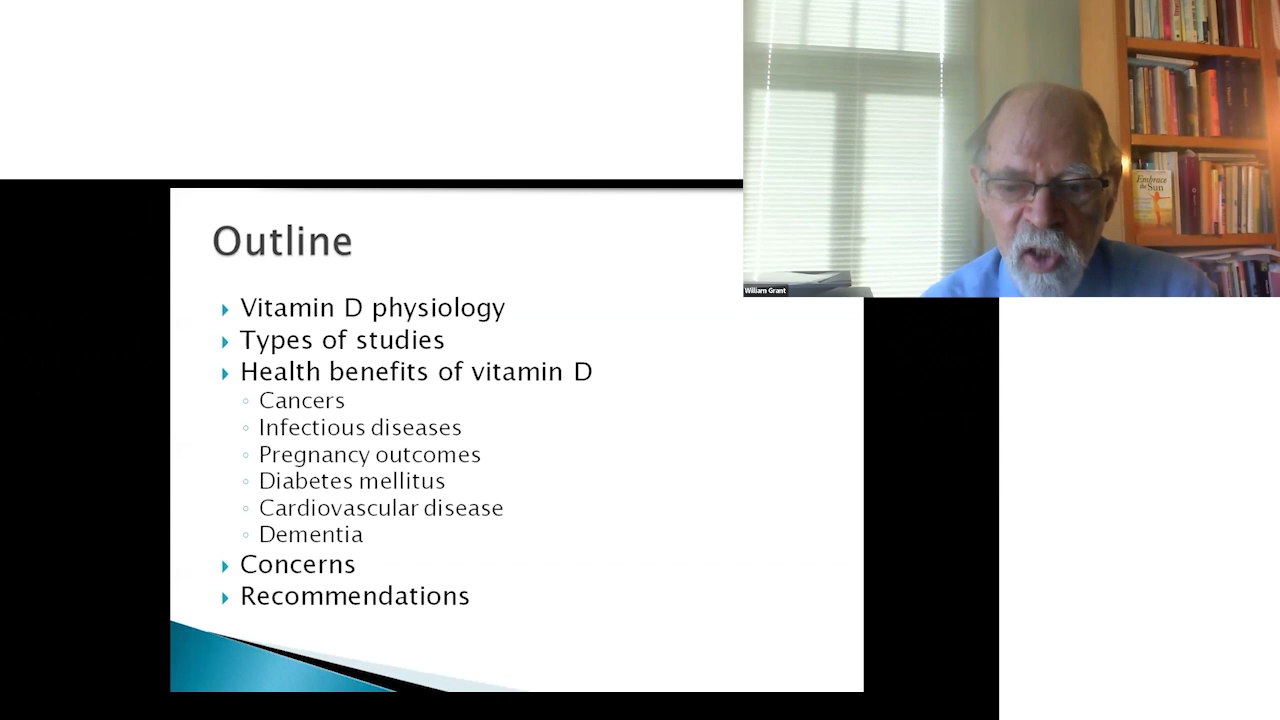 Outline
Vitamin D physiology
Types of studies
Health benefits of vitamin D
Cancers
Infectious diseases
Pregnancy outcomes
Diabetes mellitus
Cardiovascular disease
Dementia
Concerns
Recommendations
Embrace
the Sun
William Grant